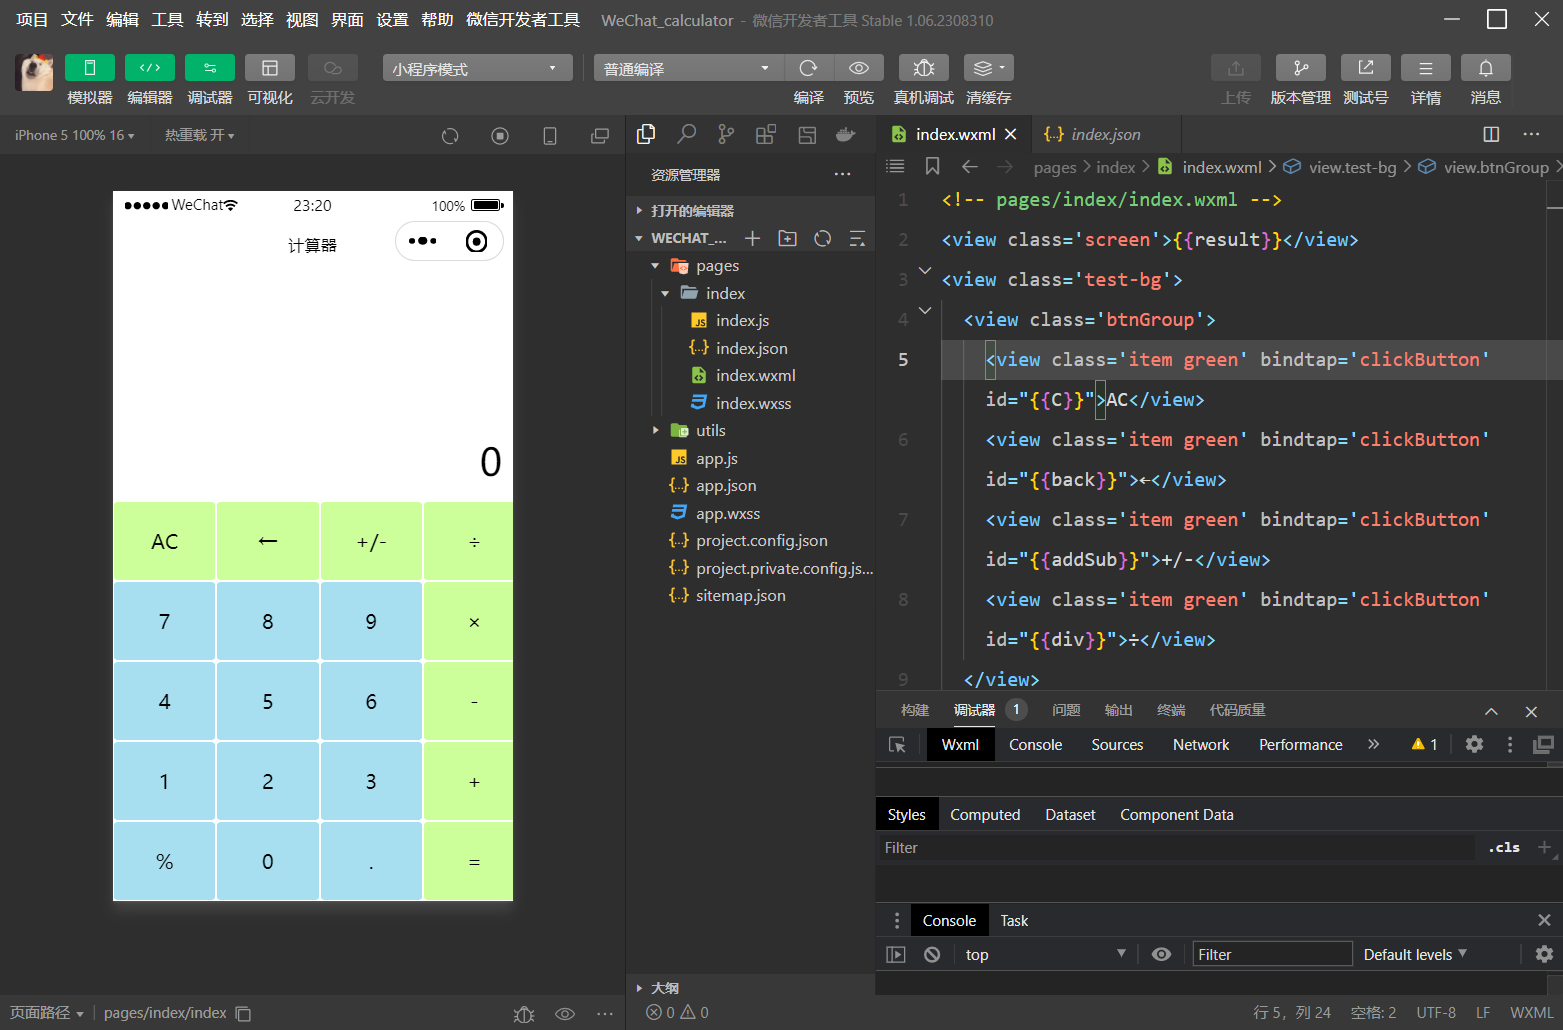 项目 文件 编辑 工具 转到 选择 视图 界面 设置 帮助 微信开发者工具 WeChat_calculator - 微信开发者工具 Stable 1.06.2308310
小程序模式 普通编译
模拟器 编辑器 调试器 可视化 云开发 编译 预览 真机调试 清缓存 上传 版本管理 测试号 详情 消息
iPhone 5 100% 16 热重载 开
WeChat 23:20 100%
计算器
0
AC ← +/- ÷
7 8 9 ×
4 5 6 -
1 2 3 +
% 0 . =
页面路径 pages/index/index
资源管理器
打开的编辑器
WECHAT_...
pages
index
index.js
index.json
index.wxml
index.wxss
utils
app.js
app.json
app.wxss
project.config.json
project.private.config.js...
sitemap.json
大纲
0 0
index.wxml index.json
pages index index.wxml view.test-bg view.btnGroup
1 <!-- pages/index/index.wxml -->
2 <view class='screen'>{{result}}</view>
3 <view class='test-bg'>
4 <view class='btnGroup'>
5 <view class='item green' bindtap='clickButton'
id="{{C}}">AC</view>
6 <view class='item green' bindtap='clickButton'
id="{{back}}">←</view>
7 <view class='item green' bindtap='clickButton'
id="{{addSub}}">+/-</view>
8 <view class='item green' bindtap='clickButton'
id="{{div}}">÷</view>
9 </view>
构建 调试器 1 问题 输出 终端 代码质量
Wxml Console Sources Network Performance 1
Styles Computed Dataset Component Data
Filter .cls
Console Task
top Filter Default levels
行 5，列 24 空格: 2 UTF-8 LF WXML